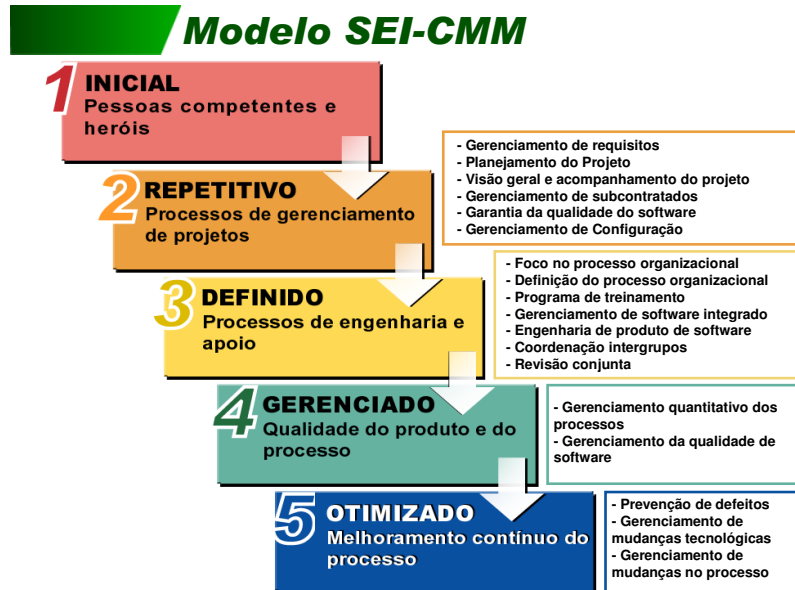 Modelo SEI-CMM
1
INICIAL
Pessoas competentes e
heróis
2
REPETITIVO
Processos de gerenciamento
de projetos
- Gerenciamento de requisitos
- Planejamento do Projeto
- Visão geral e acompanhamento do projeto
- Gerenciamento de subcontratados
- Garantia da qualidade do software
- Gerenciamento de Configuração
3
DEFINIDO
Processos de engenharia e
apoio
- Foco no processo organizacional
- Definição do processo organizacional
- Programa de treinamento
- Gerenciamento de software integrado
- Engenharia de produto de software
- Coordenação intergrupos
- Revisão conjunta
4
GERENCIADO
Qualidade do produto e do
processo
- Gerenciamento quantitativo dos
processos
- Gerenciamento da qualidade de
software
5
OTIMIZADO
Melhoramento contínuo do
processo
- Prevenção de defeitos
- Gerenciamento de
mudanças tecnológicas
- Gerenciamento de
mudanças no processo